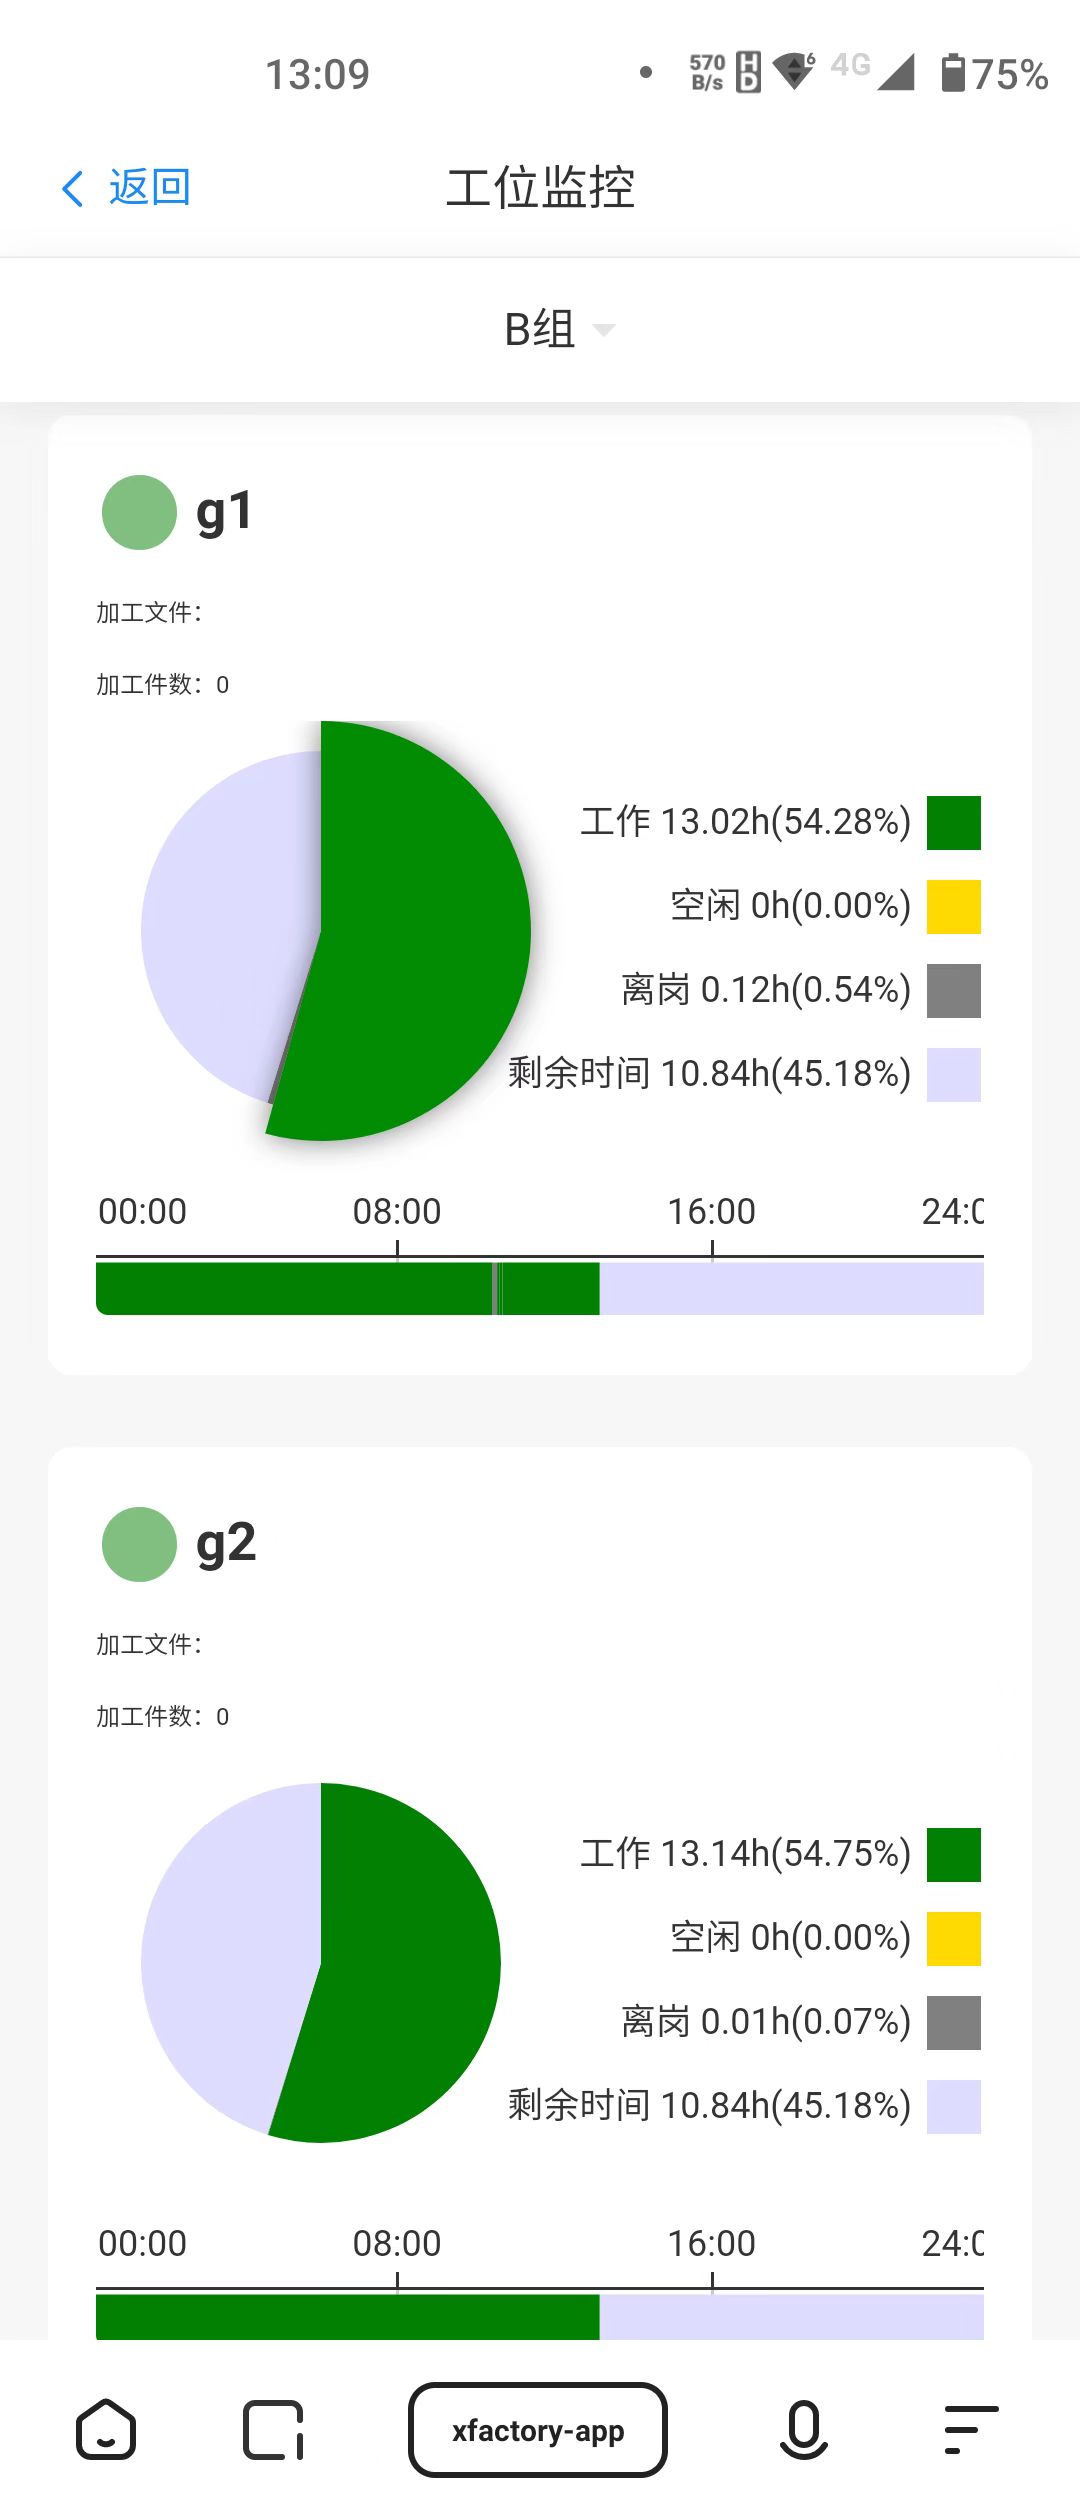 13:09
570 B/s HD 6 4G 75%
返回
工位监控
B组
g1
加工文件：
加工件数：0
工作 13.02h(54.28%)
空闲 0h(0.00%)
离岗 0.12h(0.54%)
剩余时间 10.84h(45.18%)
00:00 08:00 16:00 24:0
g2
加工文件：
加工件数：0
工作 13.14h(54.75%)
空闲 0h(0.00%)
离岗 0.01h(0.07%)
剩余时间 10.84h(45.18%)
00:00 08:00 16:00 24:0
xfactory-app